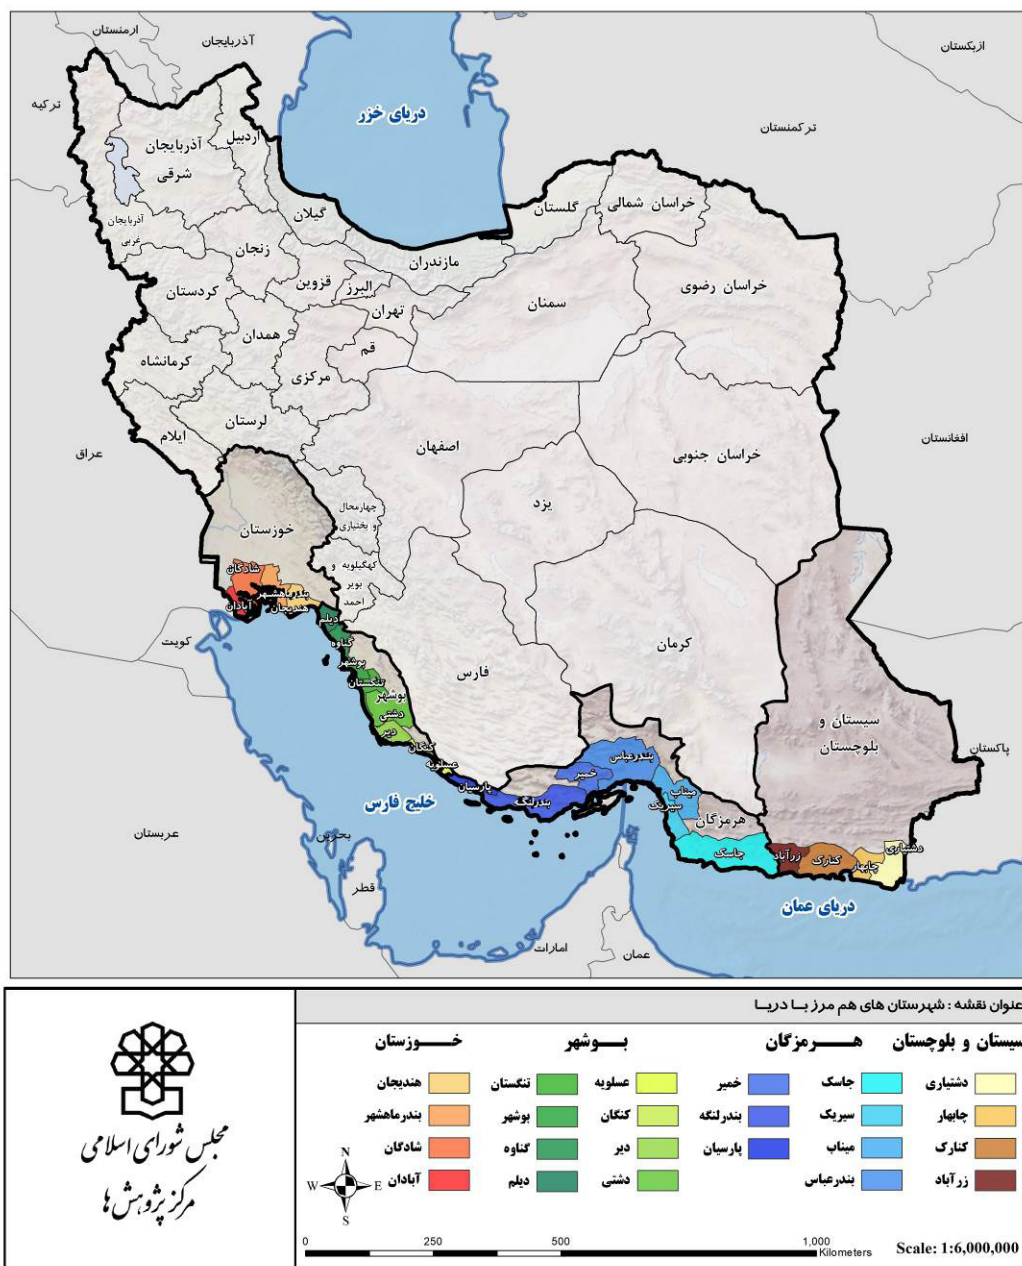 ارمنستان
آذربایجان
ازبکستان
ترکیه
دریای خزر
ترکمنستان
اردبیل
آذربایجان
شرقی
آذربایجان
غربی
گیلان
گلستان
خراسان شمالی
زنجان
مازندران
قزوین
البرز
تهران
سمنان
خراسان رضوی
کردستان
همدان
قم
کرمانشاه
مرکزی
لرستان
ایلام
اصفهان
خراسان جنوبی
افغانستان
عراق
یزد
چهارمحال
و بختیاری
خوزستان
کهگیلویه و
بویر
احمد
شادگان
بندرماهشهر
آبادان
هندیجان
دیلم
گناوه
بوشهر
تنگستان
بوشهر
دشتی
دیر
کنگان
عسلویه
کویت
فارس
کرمان
سیستان و
بلوچستان
پاکستان
پارسیان
بندرلنگه
خمیر
بندرعباس
میناب
سیریک
هرمزگان
جاسک
زرآباد
کنارک
چابهار
دشتیاری
خلیج فارس
عربستان
بحرین
قطر
امارات
عمان
دریای عمان
عنوان نقشه : شهرستان های هم مرز با دریا
سیستان و بلوچستان
دشتیاری
چابهار
کنارک
زرآباد
هرمزگان
جاسک
سیریک
میناب
بندرعباس
خمیر
بندرلنگه
پارسیان
بوشهر
عسلویه
کنگان
دیر
دشتی
تنگستان
بوشهر
گناوه
دیلم
خوزستان
هندیجان
بندرماهشهر
شادگان
آبادان
مجلس شورای اسلامی
مرکز پژوهش ها
N
W E
S
0 250 500 1,000
Kilometers
Scale: 1:6,000,000